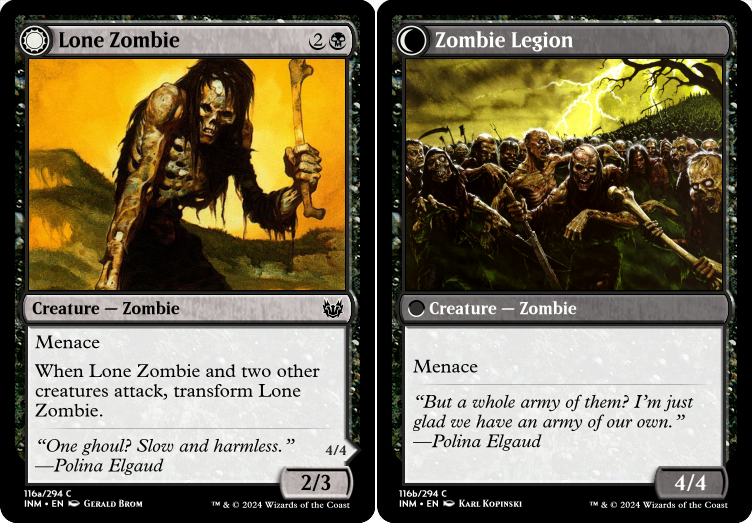 Lone Zombie
2
Creature — Zombie
Menace
When Lone Zombie and two other
creatures attack, transform Lone
Zombie.
“One ghoul? Slow and harmless.”
—Polina Elgaud
4/4
2/3
116a/294 C
INM • EN Gerald Brom
™ & © 2024 Wizards of the Coast
Zombie Legion
Creature — Zombie
Menace
“But a whole army of them? I’m just
glad we have an army of our own.”
—Polina Elgaud
4/4
116b/294 C
INM • EN Karl Kopinski
™ & © 2024 Wizards of the Coast